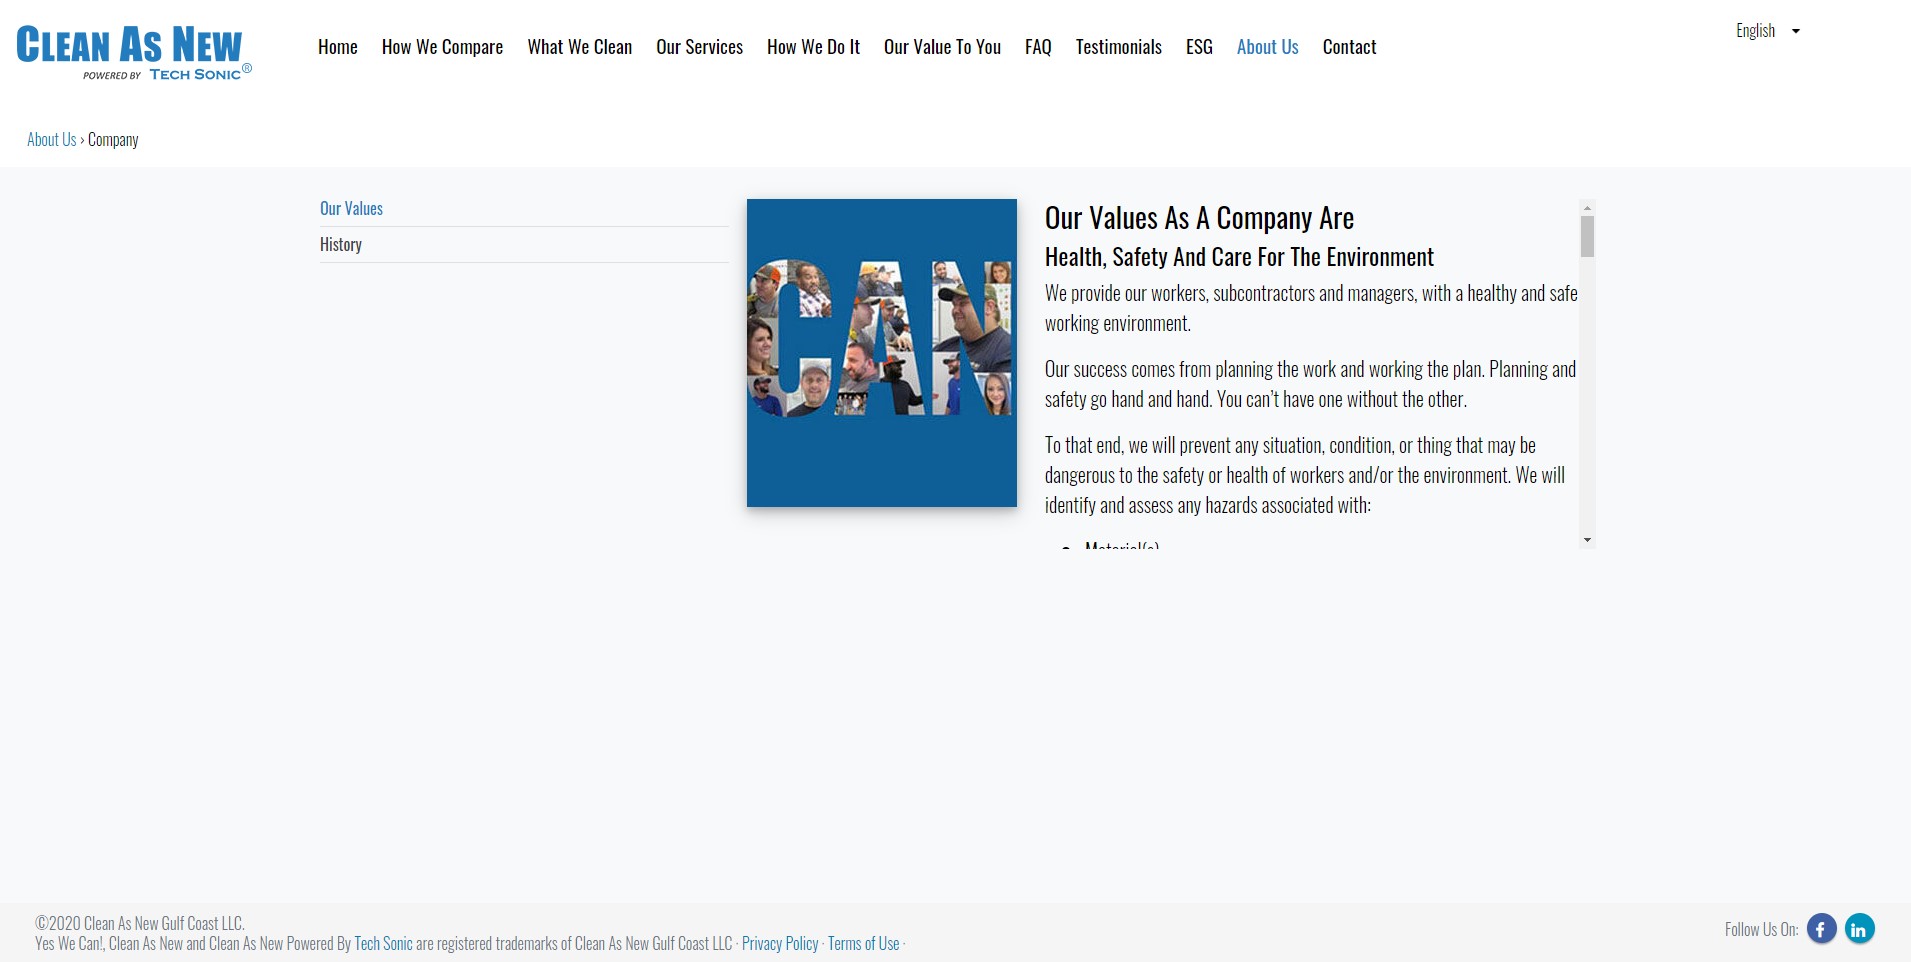 CLEAN AS NEW
POWERED BY TECH SONIC®
Home How We Compare What We Clean Our Services How We Do It Our Value To You FAQ Testimonials ESG About Us Contact
English
About Us › Company
Our Values
History
CAN
Our Values As A Company Are
Health, Safety And Care For The Environment
We provide our workers, subcontractors and managers, with a healthy and safe
working environment.
Our success comes from planning the work and working the plan. Planning and
safety go hand and hand. You can’t have one without the other.
To that end, we will prevent any situation, condition, or thing that may be
dangerous to the safety or health of workers and/or the environment. We will
identify and assess any hazards associated with:
Material(s)
©2020 Clean As New Gulf Coast LLC.
Yes We Can!, Clean As New and Clean As New Powered By Tech Sonic are registered trademarks of Clean As New Gulf Coast LLC · Privacy Policy · Terms of Use ·
Follow Us On: